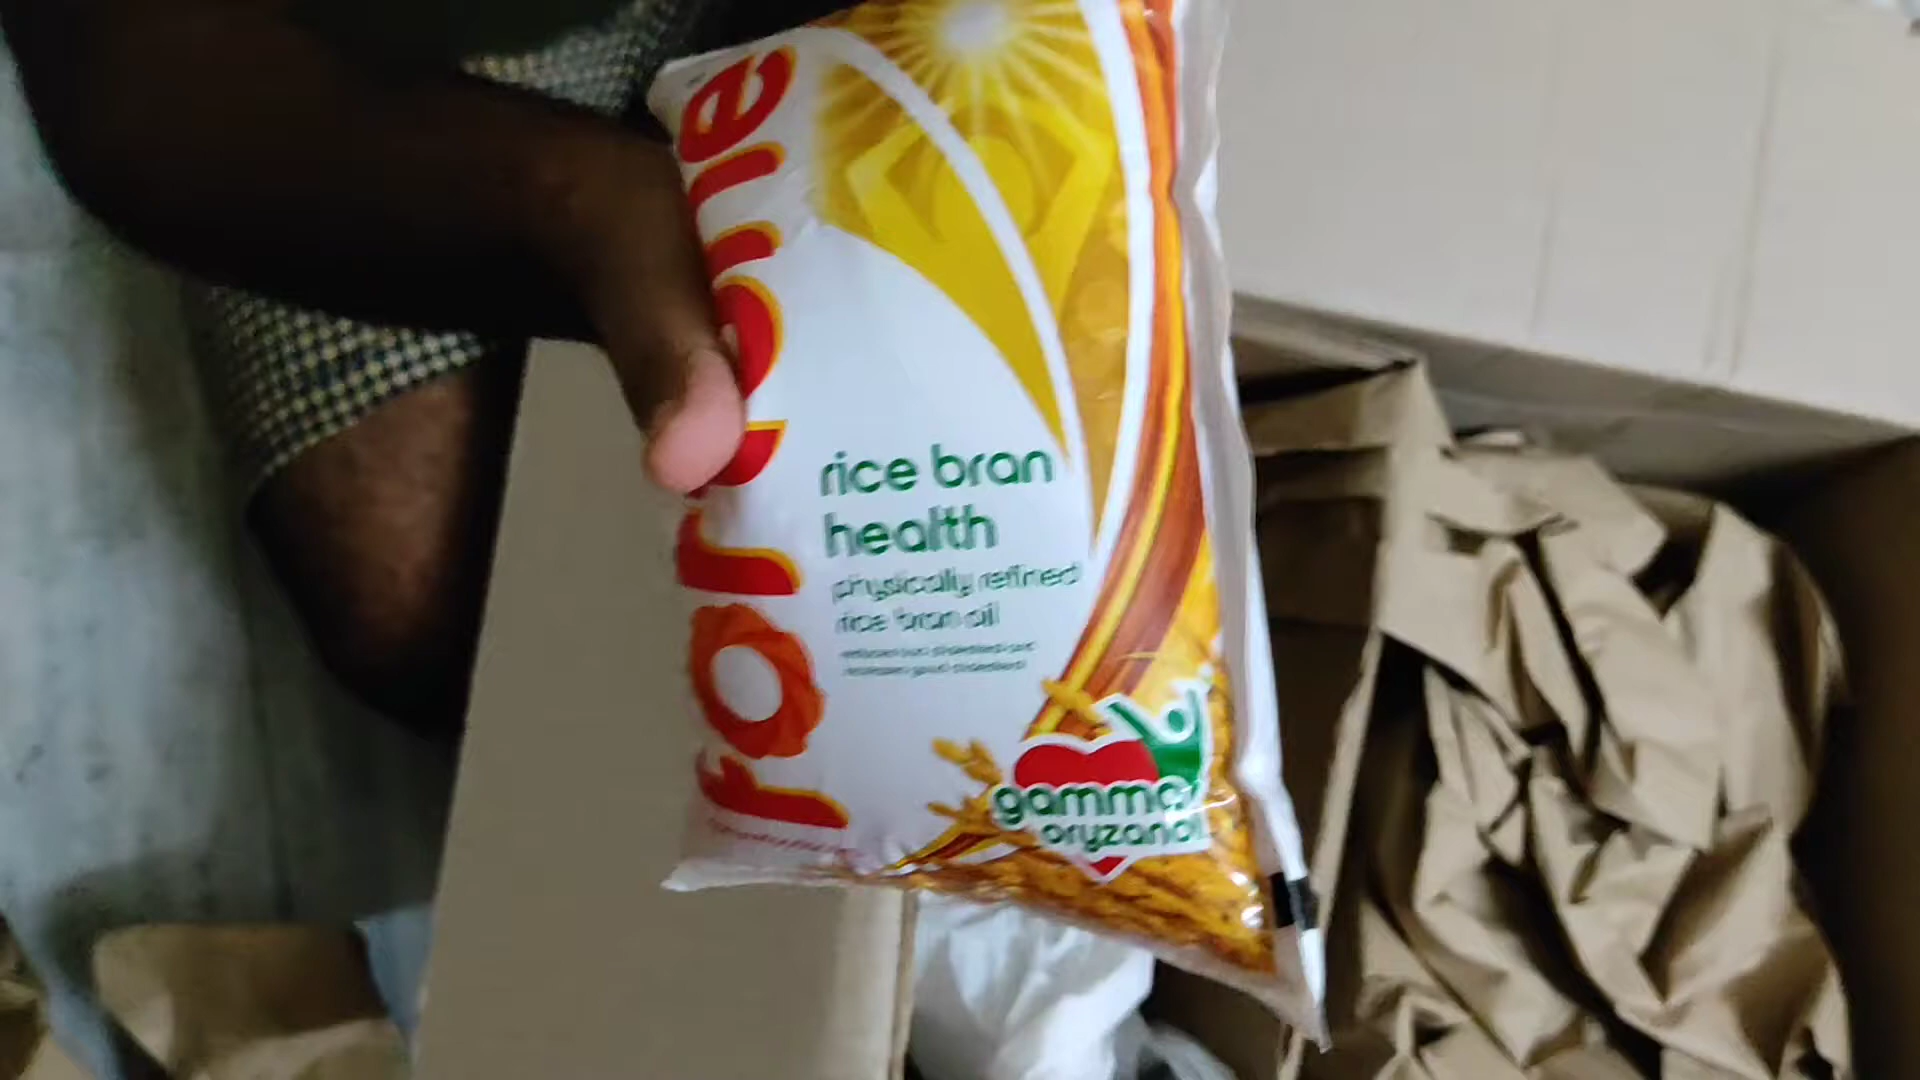 fortune
rice bran
health
physically refined
rice bran oil
gamma
oryzanol